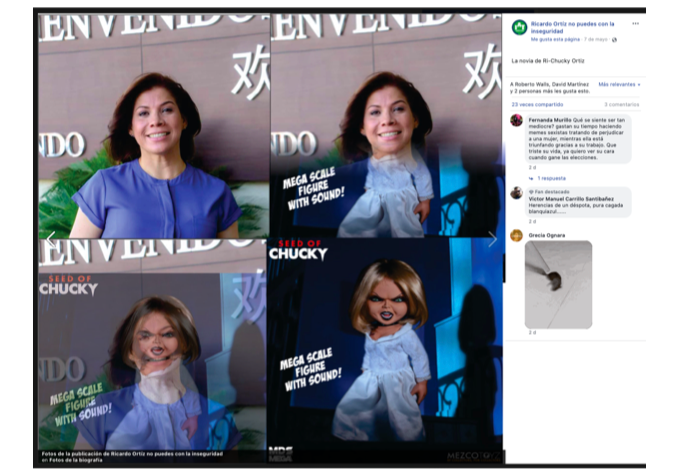 ENVENIDO
欢
NDO
ENVENIDO
欢
NDO
MEGA SCALE
FIGURE
WITH SOUND!
ENVENIDO
欢
NDO
SEED OF
CHUCKY
MEGA SCALE
FIGURE
WITH SOUND!
SEED OF
CHUCKY
MEGA SCALE
FIGURE
WITH SOUND!
MDS
MEGA
MEZCO
Fotos de la publicación de Ricardo Ortiz no puedes con la inseguridad
en Fotos de la biografía
Ricardo Ortiz no puedes con la
inseguridad
Me gusta esta página · 7 de mayo
La novia de Ri-Chucky Ortiz
A Roberto Walls, David Martínez
y 2 personas más les gusta esto.
Más relevantes
23 veces compartido
3 comentarios
Fernanda Murillo Qué se siente ser tan
mediocre? gastan su tiempo haciendo
memes sexistas tratando de perjudicar
a una mujer, mientras ella está
triunfando gracias a su trabajo. Que
triste su vida, ya quiero ver su cara
cuando gane las elecciones.
2 d
1 respuesta
Fan destacado
Victor Manuel Carrillo Santibañez
Herencias de un déspota, pura cagada
blanquiazul......
2 d
Grecia Ognara
2 d